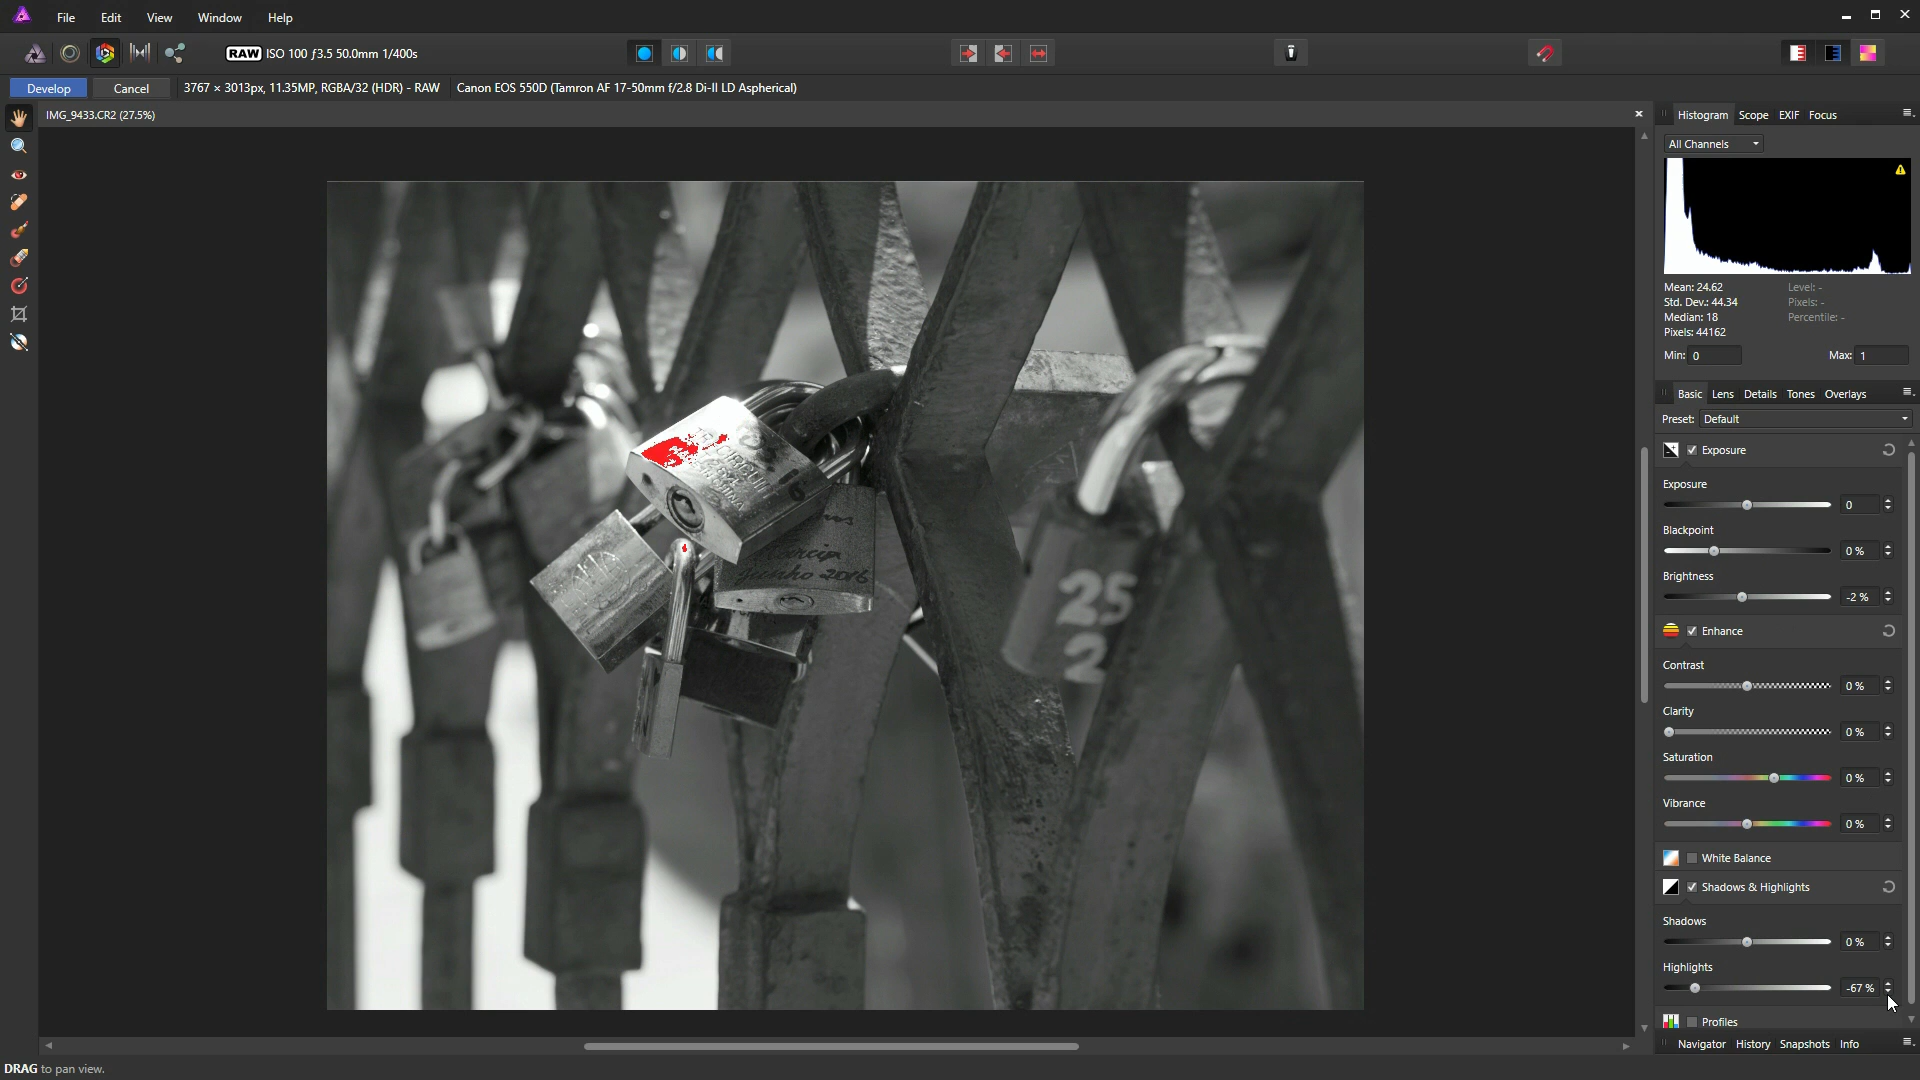 File Edit View Window Help
RAW ISO 100 ƒ3.5 50.0mm 1/400s
Develop Cancel 3767 × 3013px, 11.35MP, RGBA/32 (HDR) - RAW Canon EOS 550D (Tamron AF 17-50mm f/2.8 Di-II LD Aspherical)
IMG_9433.CR2 (27.5%)
Histogram Scope EXIF Focus
All Channels
Mean: 24.62 Level: -
Std. Dev.: 44.34 Pixels: -
Median: 18 Percentile: -
Pixels: 44162
Min: 0 Max: 1
Basic Lens Details Tones Overlays
Preset: Default
Exposure
Exposure
0
Blackpoint
0 %
Brightness
-2 %
Enhance
Contrast
0 %
Clarity
0 %
Saturation
0 %
Vibrance
0 %
White Balance
Shadows & Highlights
Shadows
0 %
Highlights
-67 %
Profiles
Navigator History Snapshots Info
CHINA
junho 2016
25
2
DRAG to pan view.